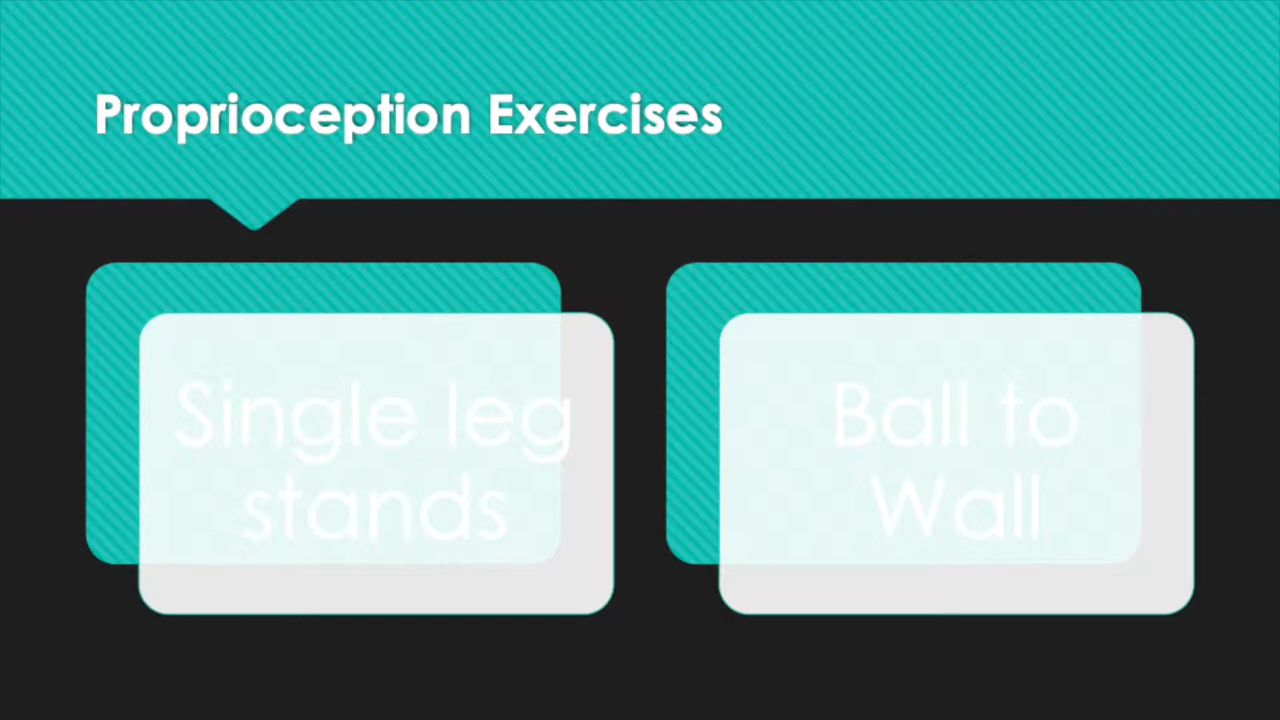 Proprioception Exercises
Single leg
stands
Ball to
Wall